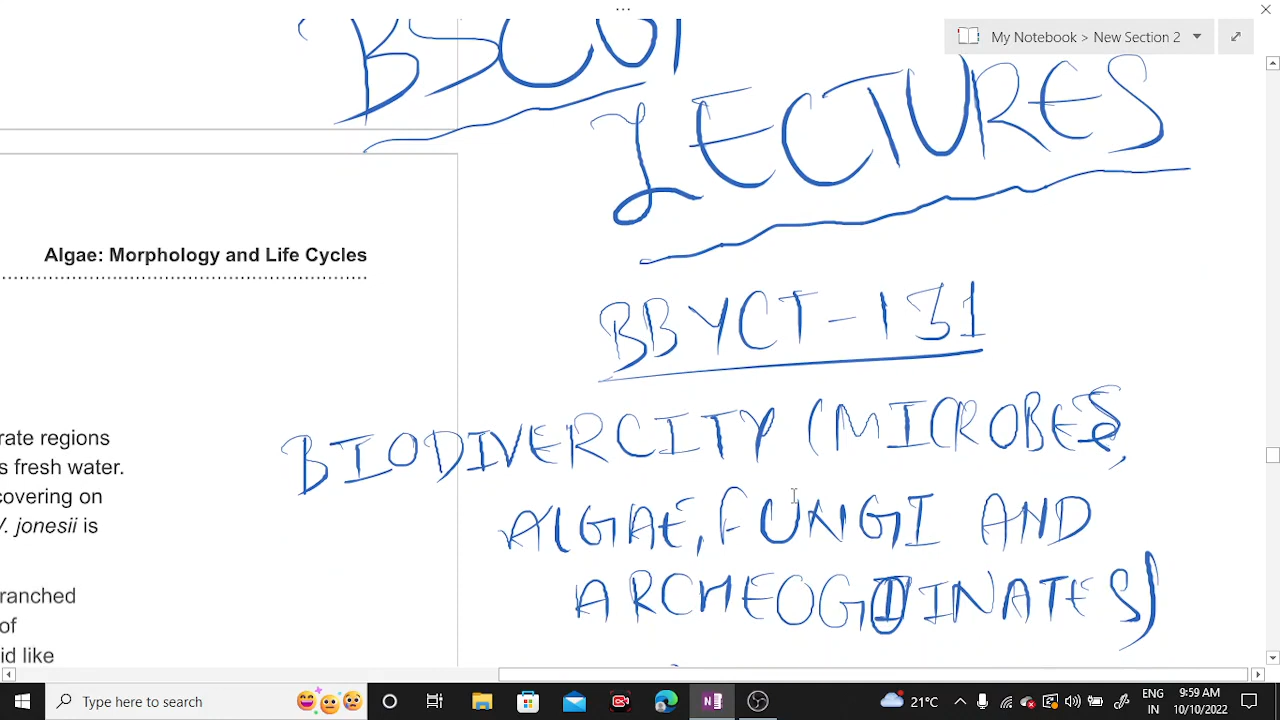 ...
My Notebook > New Section 2
LECTURES
Algae: Morphology and Life Cycles
BBYCT-131
BIODIVERCITY (MICROBES,
rate regions
s fresh water.
covering on
V. jonesii is
ALGAE, FUNGI AND
ARCHEOGOINATES)
ranched
of
id like
Type here to search
21°C
ENG
IN
9:59 AM
10/10/2022